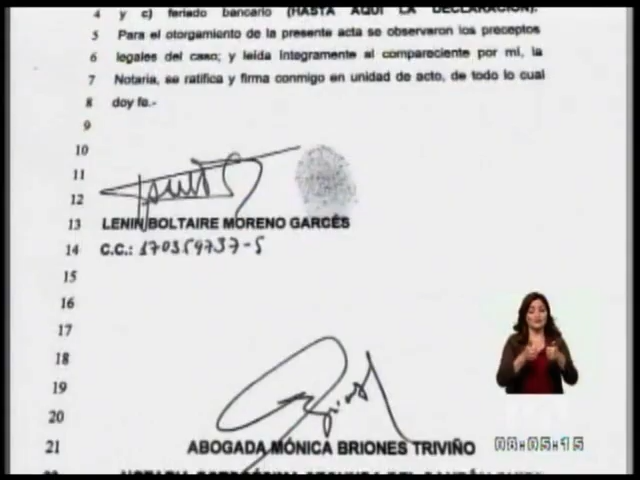 4 y c) feriado bancario (HASTA AQUÍ LA DECLARACIÓN).
5 Para el otorgamiento de la presente acta se observaron los preceptos
6 legales del caso; y leída íntegramente al compareciente por mí, la
7 Notaria, se ratifica y firma conmigo en unidad de acto, de todo lo cual
8 doy fe.-
9
10
11
12
13 LENIN BOLTAIRE MORENO GARCÉS
14 C.C.: 170359737-5
15
16
17
18
19
20
21 ABOGADA MÓNICA BRIONES TRIVIÑO
00:05:15